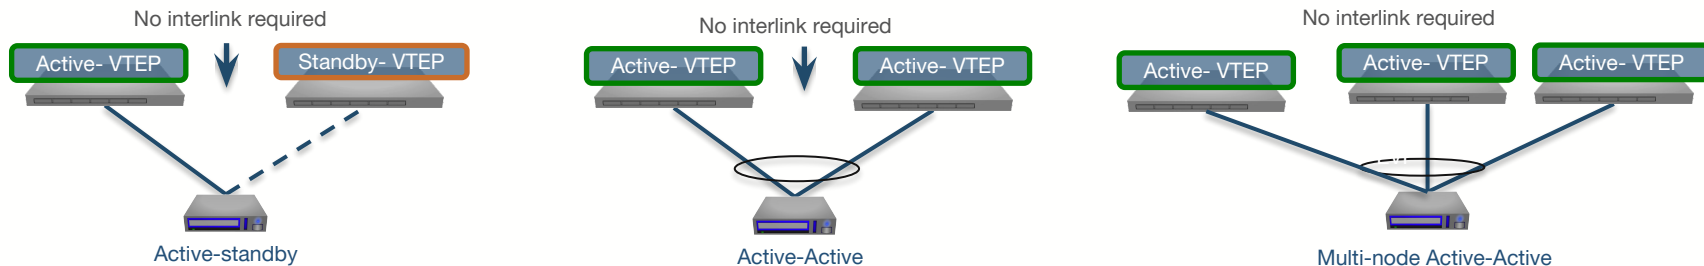 No interlink required
Active- VTEP
Standby- VTEP
Active-standby
No interlink required
Active- VTEP
Active- VTEP
Active-Active
No interlink required
Active- VTEP
Active- VTEP
Active- VTEP
Multi-node Active-Active